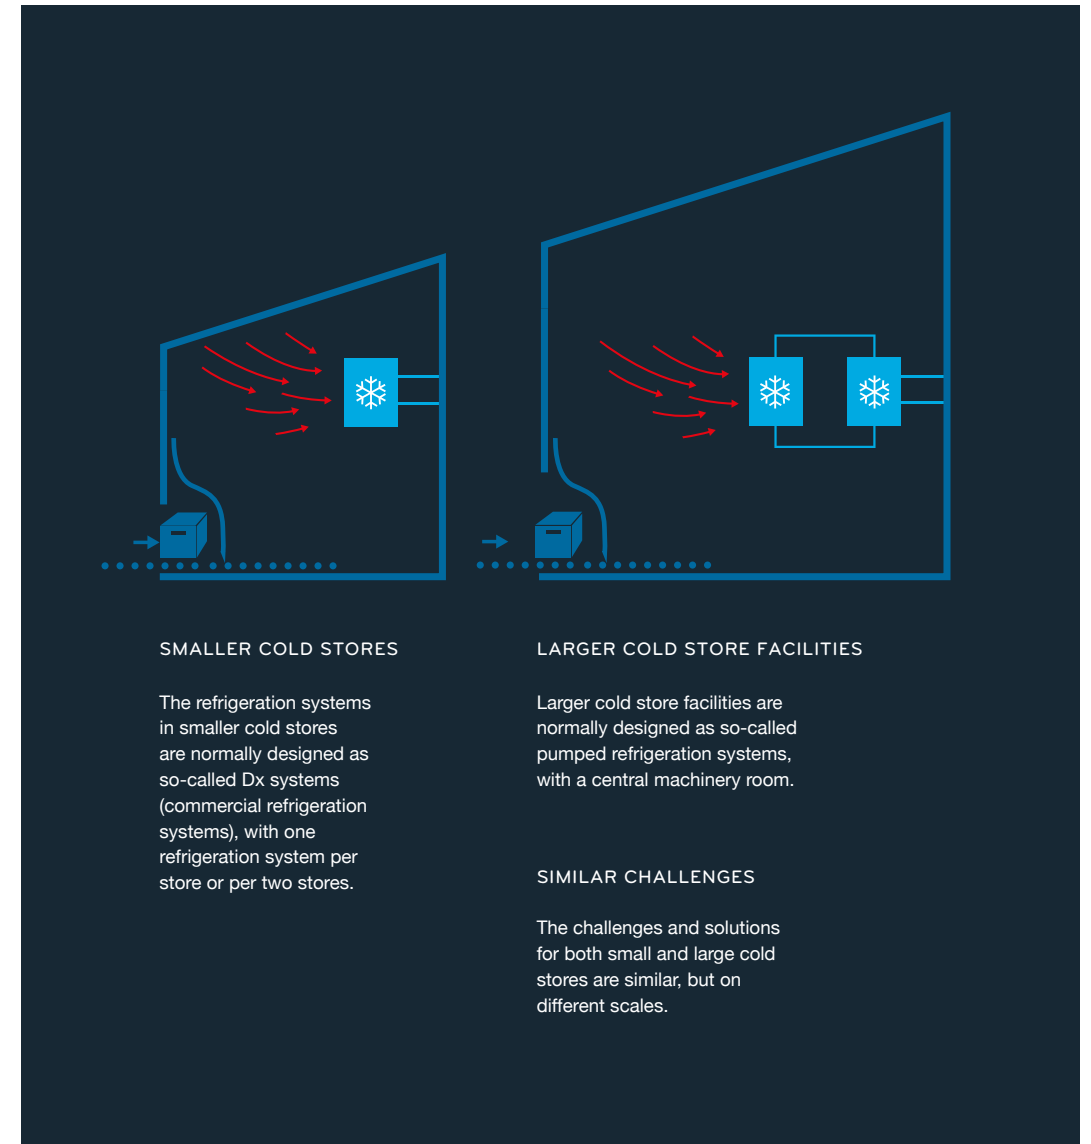 SMALLER COLD STORES
The refrigeration systems
in smaller cold stores
are normally designed as
so-called Dx systems
(commercial refrigeration
systems), with one
refrigeration system per
store or per two stores.
LARGER COLD STORE FACILITIES
Larger cold store facilities are
normally designed as so-called
pumped refrigeration systems,
with a central machinery room.
SIMILAR CHALLENGES
The challenges and solutions
for both small and large cold
stores are similar, but on
different scales.